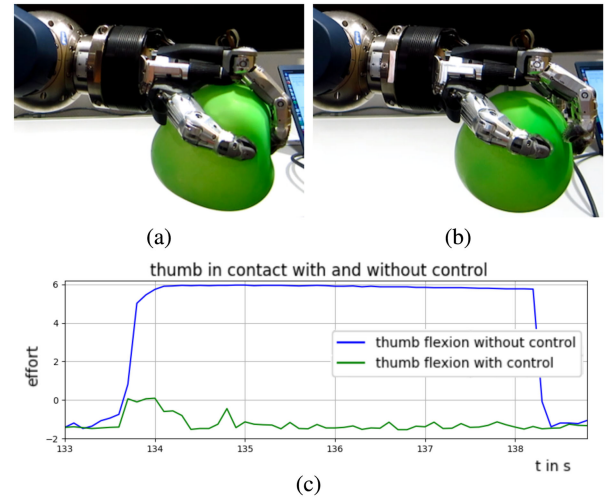 (a)
(b)
thumb in contact with and without control
6
4
2
0
−2
effort
thumb flexion without control
thumb flexion with control
133
134
135
136
137
138
t in s
(c)